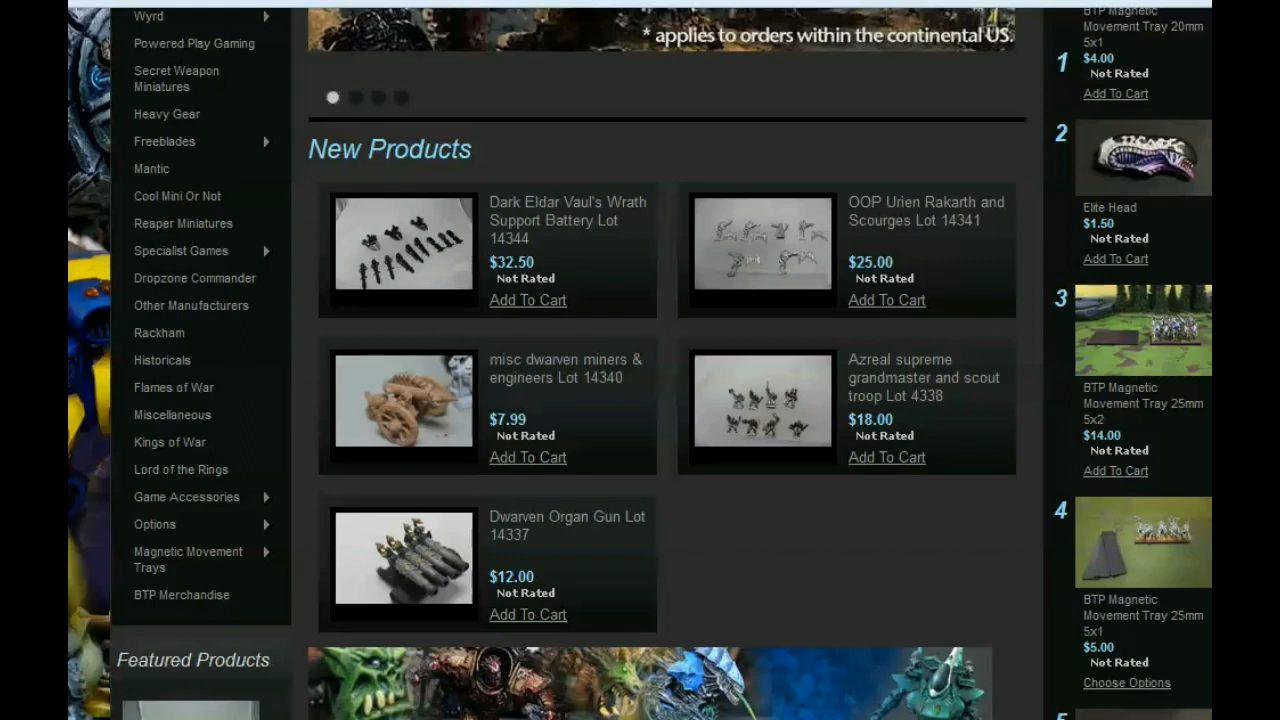 Wyrd
Powered Play Gaming
Secret Weapon
Miniatures
Heavy Gear
Freeblades
Mantic
Cool Mini Or Not
Reaper Miniatures
Specialist Games
Dropzone Commander
Other Manufacturers
Rackham
Historicals
Flames of War
Miscellaneous
Kings of War
Lord of the Rings
Game Accessories
Options
Magnetic Movement
Trays
BTP Merchandise
Featured Products
* applies to orders within the continental US.
New Products
Dark Eldar Vaul's Wrath
Support Battery Lot
14344
$32.50
Not Rated
Add To Cart
OOP Urien Rakarth and
Scourges Lot 14341
$25.00
Not Rated
Add To Cart
misc dwarven miners &
engineers Lot 14340
$7.99
Not Rated
Add To Cart
Azreal supreme
grandmaster and scout
troop Lot 4338
$18.00
Not Rated
Add To Cart
Dwarven Organ Gun Lot
14337
$12.00
Not Rated
Add To Cart
1
BTP Magnetic
Movement Tray 20mm
5x1
$4.00
Not Rated
Add To Cart
2
Elite Head
$1.50
Not Rated
Add To Cart
3
BTP Magnetic
Movement Tray 25mm
5x2
$14.00
Not Rated
Add To Cart
4
BTP Magnetic
Movement Tray 25mm
5x1
$5.00
Not Rated
Choose Options
5